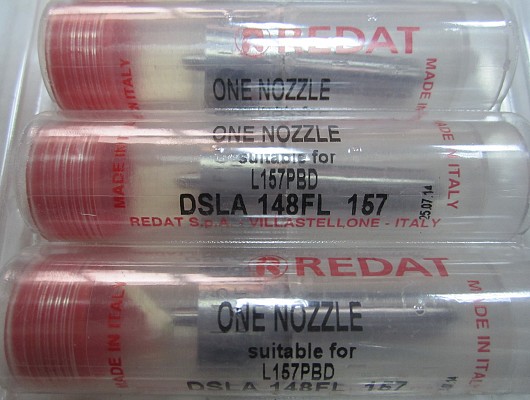 REDAT
MADE IN ITALY
ONE NOZZLE
MADE IN
ONE NOZZLE
suitable for
L157PBD
DSLA 148FL 157
REDAT S.p.A. - VILLASTELLONE - ITALY
MADE IN ITALY
IN ITALY
25.07.14
REDAT
ONE NOZZLE
suitable for
L157PBD
DSLA 148FL 157
MADE IN ITALY
MADE IN ITALY